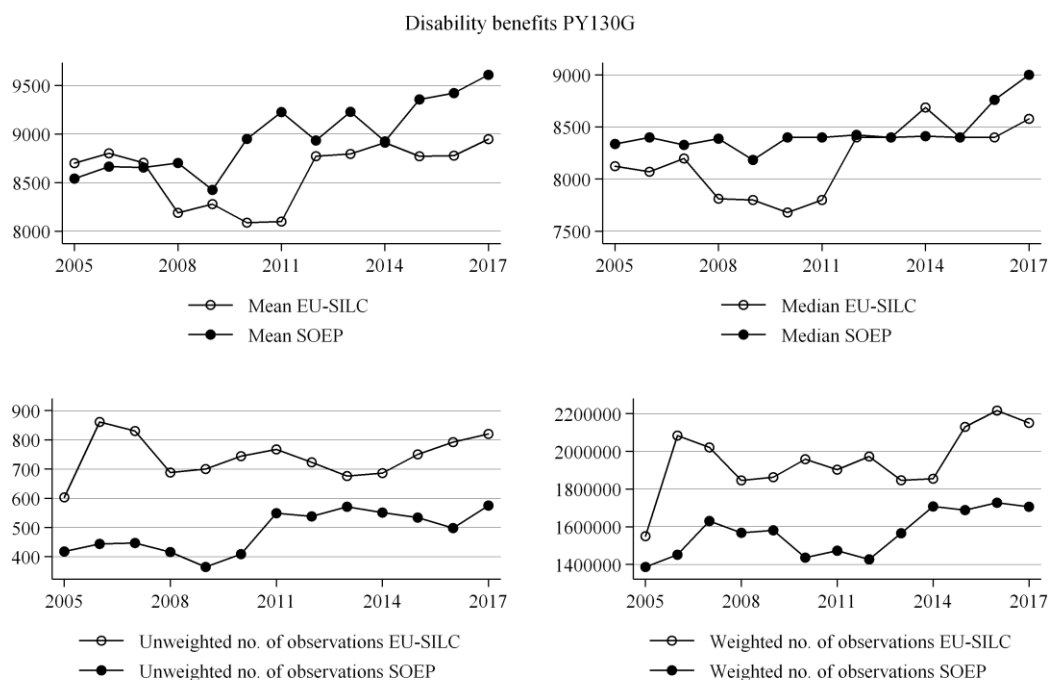 Disability benefits PY130G
9500
9000
8500
8000
2005 2008 2011 2014 2017
Mean EU-SILC
Mean SOEP
9000
8500
8000
7500
2005 2008 2011 2014 2017
Median EU-SILC
Median SOEP
900
800
700
600
500
400
2005 2008 2011 2014 2017
Unweighted no. of observations EU-SILC
Unweighted no. of observations SOEP
2200000
2000000
1800000
1600000
1400000
2005 2008 2011 2014 2017
Weighted no. of observations EU-SILC
Weighted no. of observations SOEP